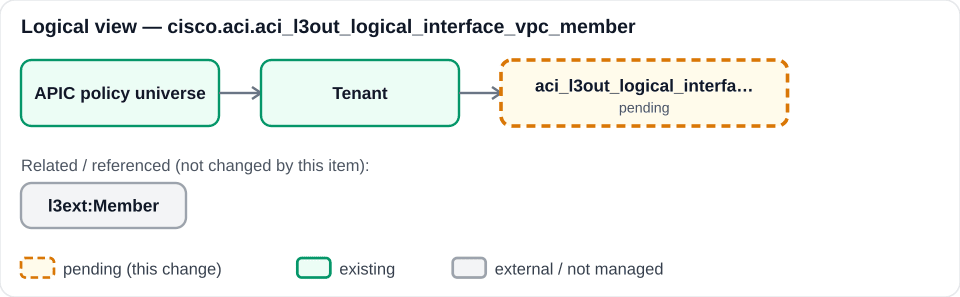 Logical view — cisco.aci.aci_l3out_logical_interface_vpc_member
APIC policy universe
Tenant
aci_l3out_logical_interfa…
pending
Related / referenced (not changed by this item):
l3ext:Member
pending (this change)
existing
external / not managed